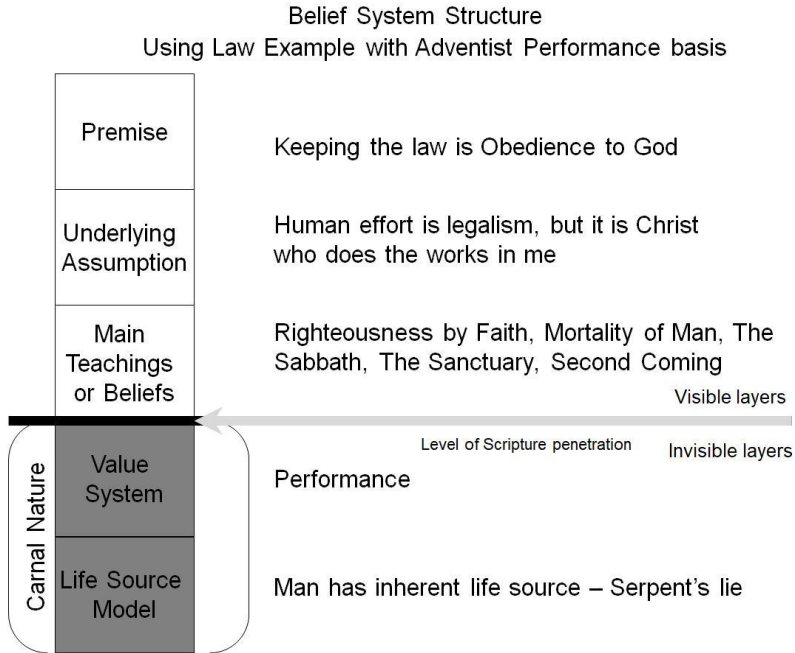 Belief System Structure
Using Law Example with Adventist Performance basis
Premise
Keeping the law is Obedience to God
Underlying
Assumption
Human effort is legalism, but it is Christ
who does the works in me
Main
Teachings
or Beliefs
Righteousness by Faith, Mortality of Man, The
Sabbath, The Sanctuary, Second Coming
Visible layers
Level of Scripture penetration
Invisible layers
Carnal Nature
Value
System
Performance
Life Source
Model
Man has inherent life source – Serpent's lie